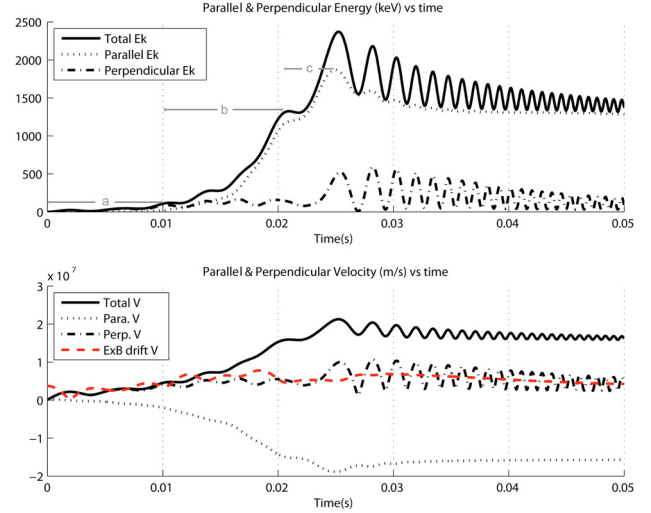 Parallel & Perpendicular Energy (keV) vs time
2500
2000
1500
1000
500
0
Total Ek
Parallel Ek
Perpendicular Ek
a
b
c
0 0.01 0.02 0.03 0.04 0.05
Time(s)
Parallel & Perpendicular Velocity (m/s) vs time
x 10^7
3
2
1
0
−1
−2
Total V
Para. V
Perp. V
ExB drift V
0 0.01 0.02 0.03 0.04 0.05
Time(s)